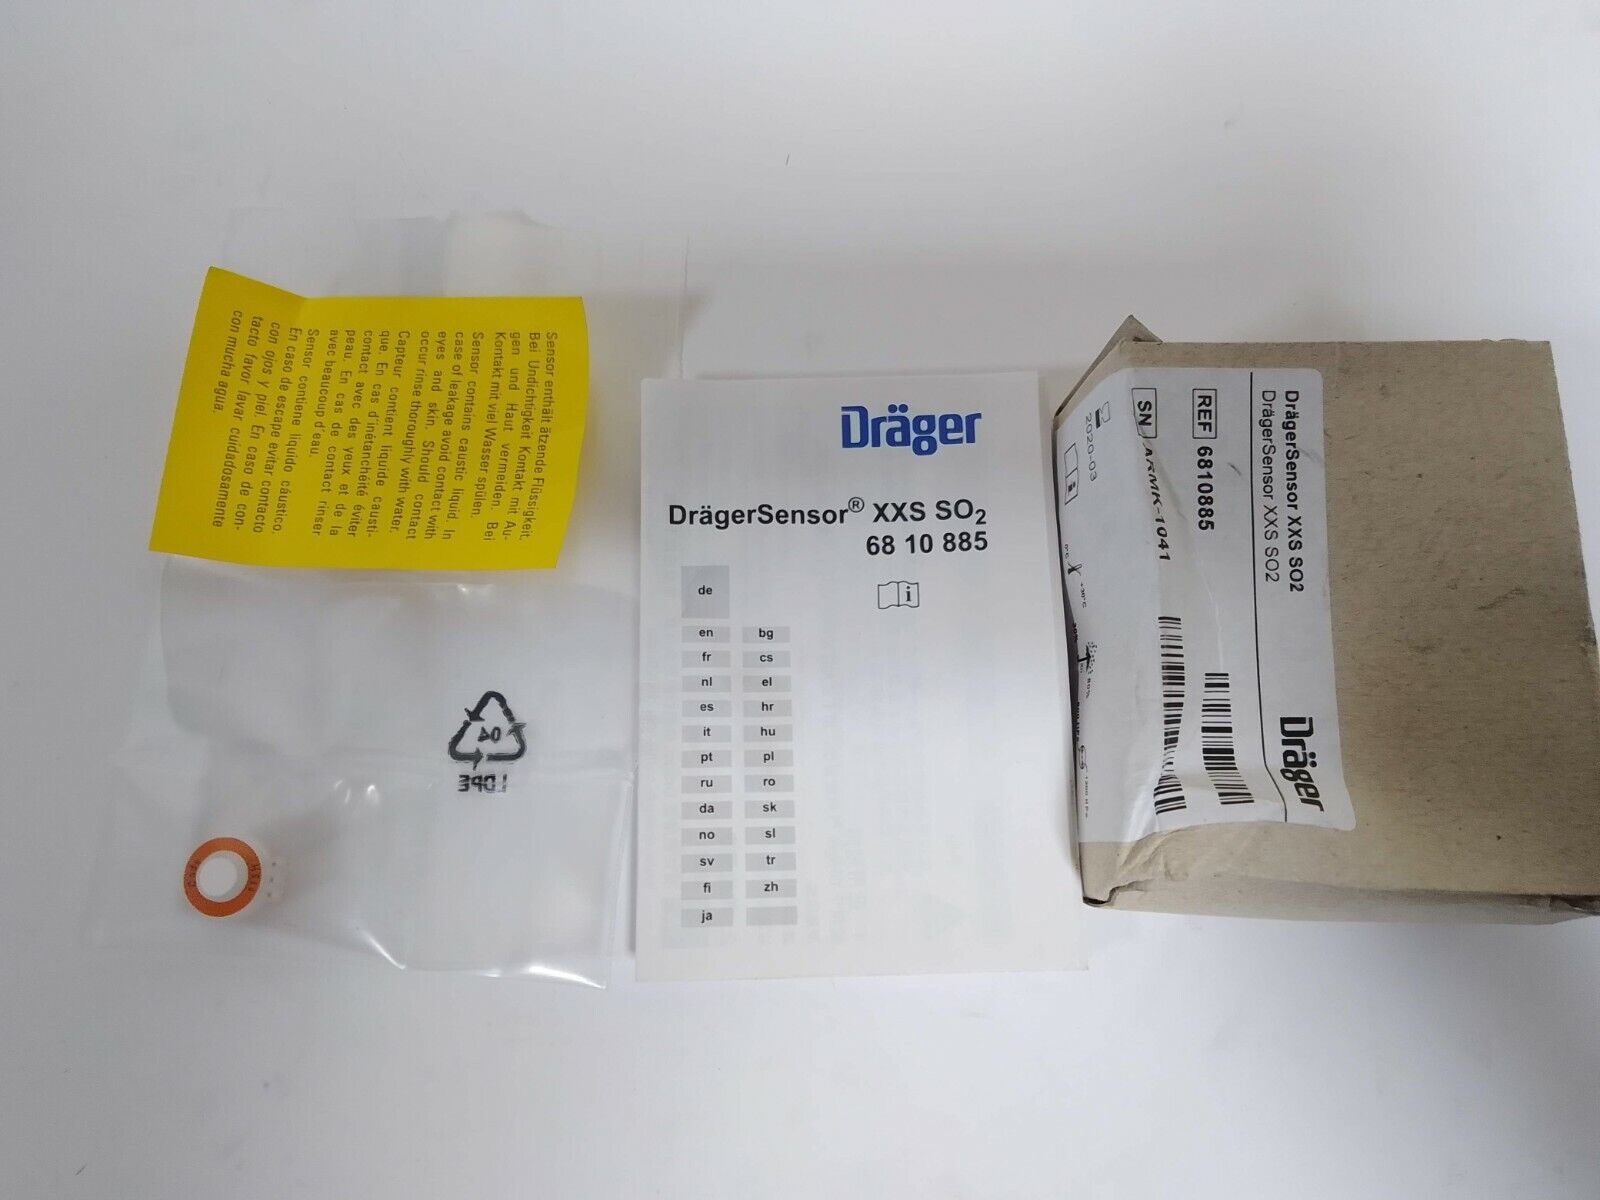 Sensor enthält ätzende Flüssigkeit.
Bei Undichtigkeit Kontakt mit Au-
gen und Haut vermeiden. Bei
Kontakt mit viel Wasser spülen.
Sensor contains caustic liquid. In
case of leakage avoid contact with
eyes and skin. Should contact
occur rinse thoroughly with water.
Capteur contient liquide causti-
que. En cas d'inétanchéité éviter
contact avec des yeux et de la
peau. En cas de contact rinser
avec beaucoup d'eau.
Sensor contiene liquido cáustico.
En caso de escape evitar contacto
con ojos y piel. En caso de con-
tacto favor lavar cuidadosamente
con mucha agua.
04
LDPE
Dräger
DrägerSensor® XXS SO2
68 10 885
i
de
en bg
fr cs
nl el
es hr
it hu
pt pl
ru ro
da sk
no sl
sv tr
fi zh
ja
DrägerSensor XXS SO2
DrägerSensor XXS SO2
Dräger
REF 6810885
SN ARMK-1041
2020-03
0°C +30°C
30% 80%